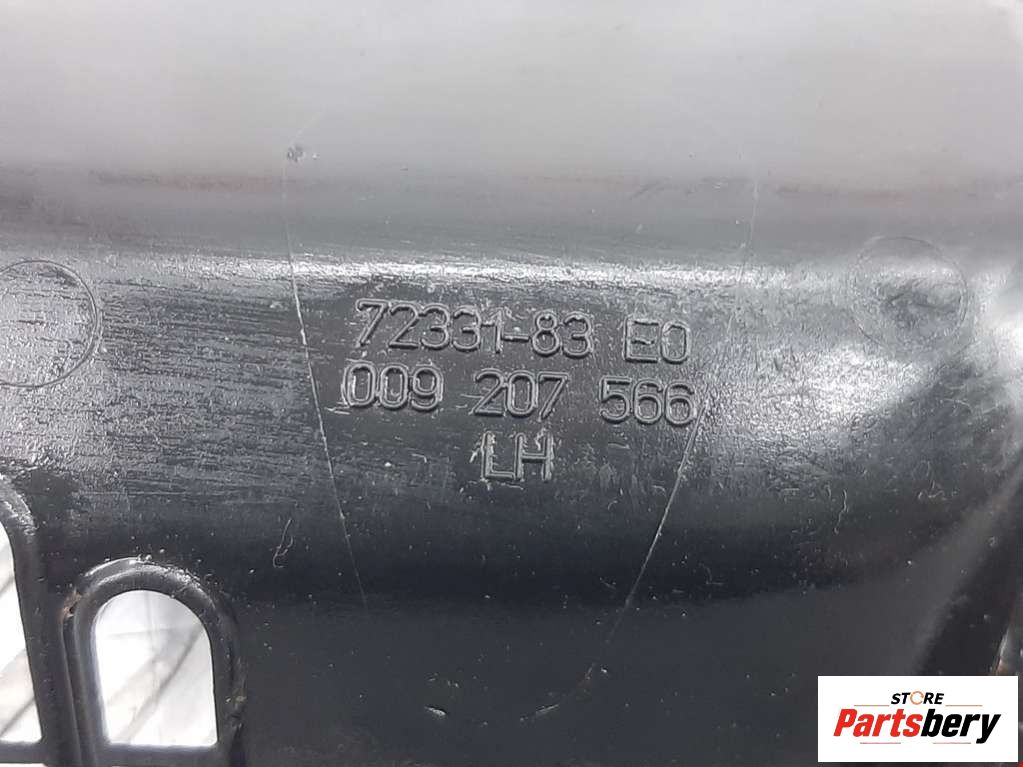 72331-83 E0
009 207 566
LH
STORE
Partsbery